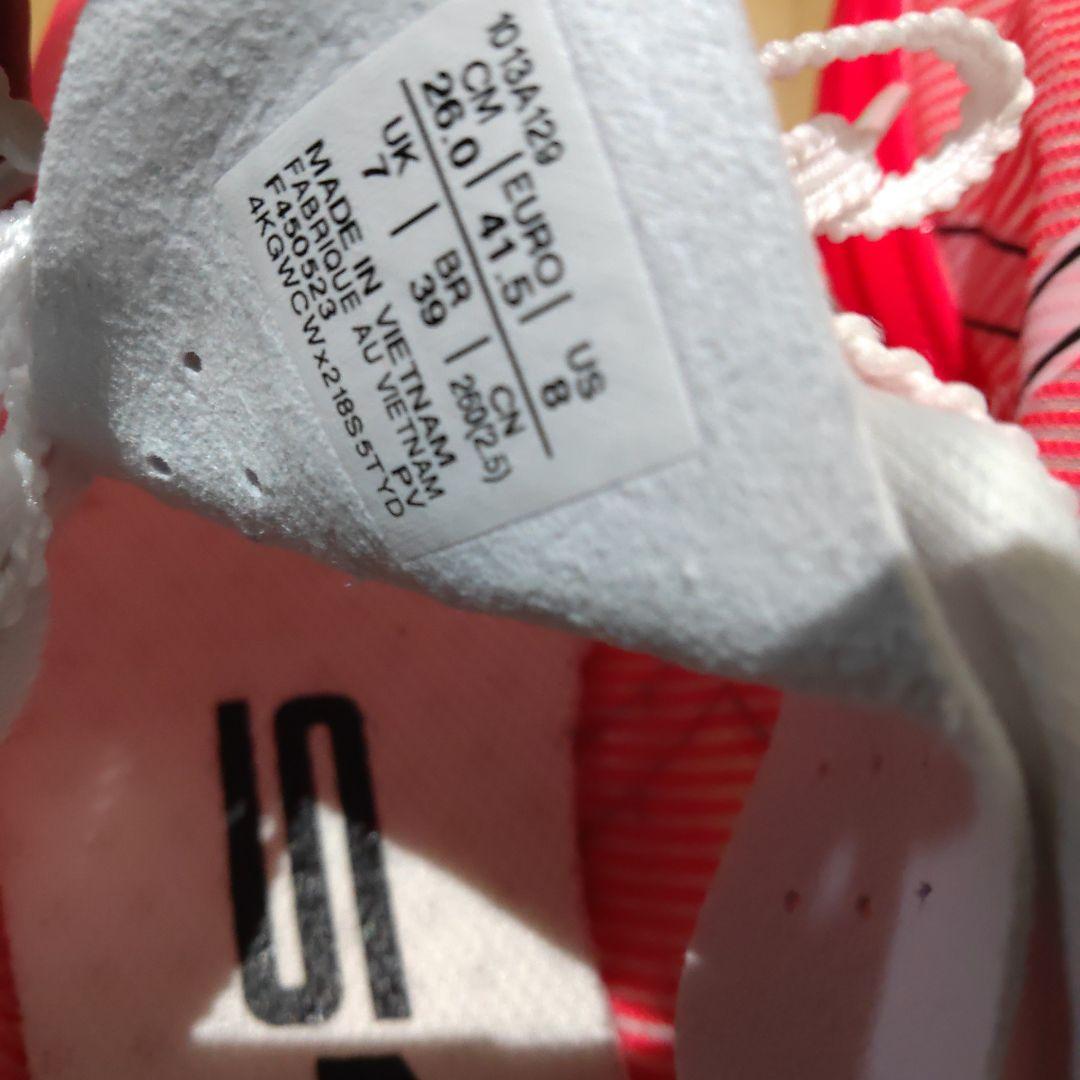 1013A129
CM | EURO | US
26.0 | 41.5 | 8
UK | BR | CN
7 | 39 | 260(2.5)
MADE IN VIETNAM
FABRIQUE AU VIETNAM
F450523 PV
4KGWCWx218S5TYD